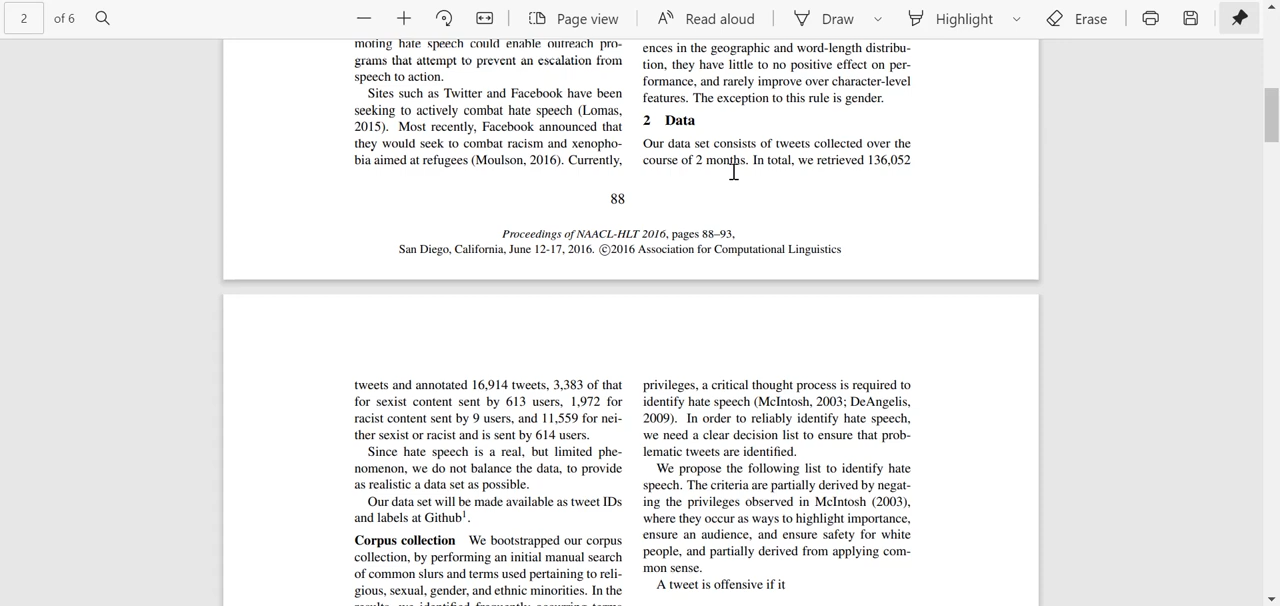 2 of 6 Page view Read aloud Draw Highlight Erase
moting hate speech could enable outreach pro-
grams that attempt to prevent an escalation from
speech to action.
Sites such as Twitter and Facebook have been
seeking to actively combat hate speech (Lomas,
2015). Most recently, Facebook announced that
they would seek to combat racism and xenopho-
bia aimed at refugees (Moulson, 2016). Currently,
ences in the geographic and word-length distribu-
tion, they have little to no positive effect on per-
formance, and rarely improve over character-level
features. The exception to this rule is gender.
2 Data
Our data set consists of tweets collected over the
course of 2 months. In total, we retrieved 136,052
88
Proceedings of NAACL-HLT 2016, pages 88–93,
San Diego, California, June 12-17, 2016. ©2016 Association for Computational Linguistics
tweets and annotated 16,914 tweets, 3,383 of that
for sexist content sent by 613 users, 1,972 for
racist content sent by 9 users, and 11,559 for nei-
ther sexist or racist and is sent by 614 users.
Since hate speech is a real, but limited phe-
nomenon, we do not balance the data, to provide
as realistic a data set as possible.
Our data set will be made available as tweet IDs
and labels at Github1.
Corpus collection We bootstrapped our corpus
collection, by performing an initial manual search
of common slurs and terms used pertaining to reli-
gious, sexual, gender, and ethnic minorities. In the
results, we identified frequently occurring terms
privileges, a critical thought process is required to
identify hate speech (McIntosh, 2003; DeAngelis,
2009). In order to reliably identify hate speech,
we need a clear decision list to ensure that prob-
lematic tweets are identified.
We propose the following list to identify hate
speech. The criteria are partially derived by negat-
ing the privileges observed in McIntosh (2003),
where they occur as ways to highlight importance,
ensure an audience, and ensure safety for white
people, and partially derived from applying com-
mon sense.
A tweet is offensive if it